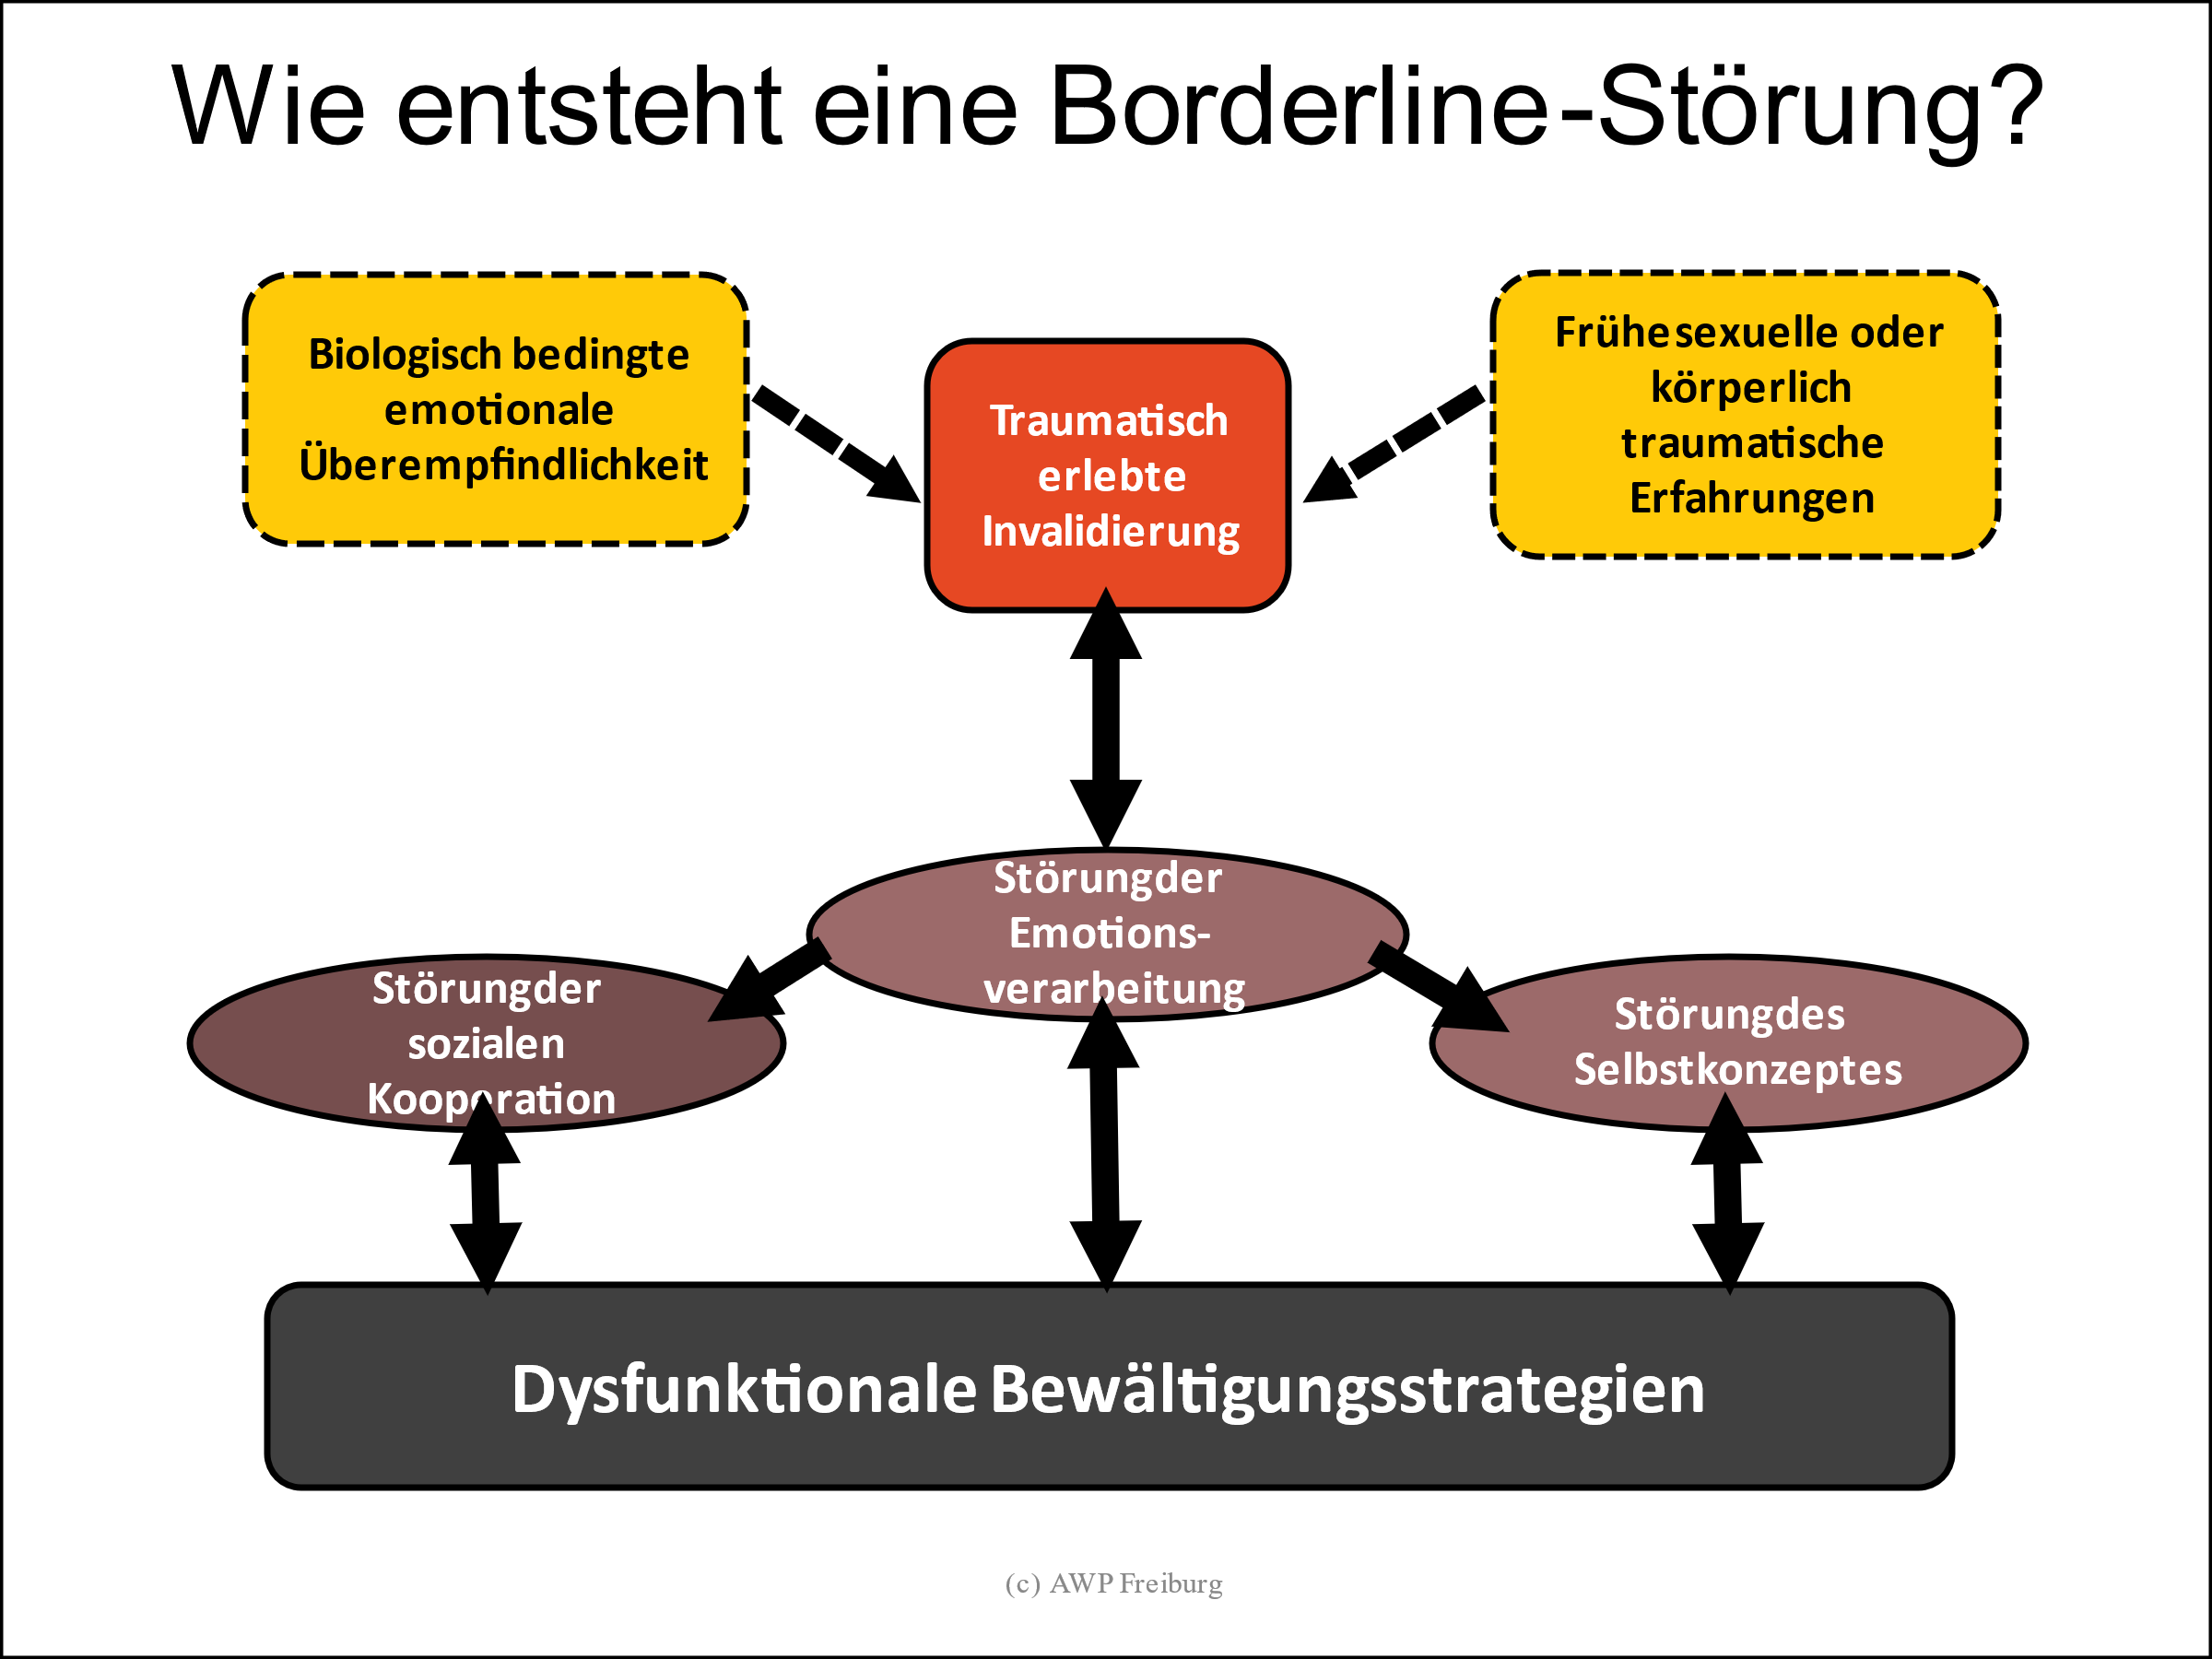 Wie entsteht eine Borderline-Störung?
Biologisch bedingte
emotionale
Überempfindlichkeit
Traumatisch
erlebte
Invalidierung
Frühesexuelle oder
körperlich
traumatische
Erfahrungen
Störungder
Emotions-
verarbeitung
Störungder
sozialen
Kooperation
Störungdes
Selbstkonzeptes
Dysfunktionale Bewältigungsstrategien
(c) AWP Freiburg